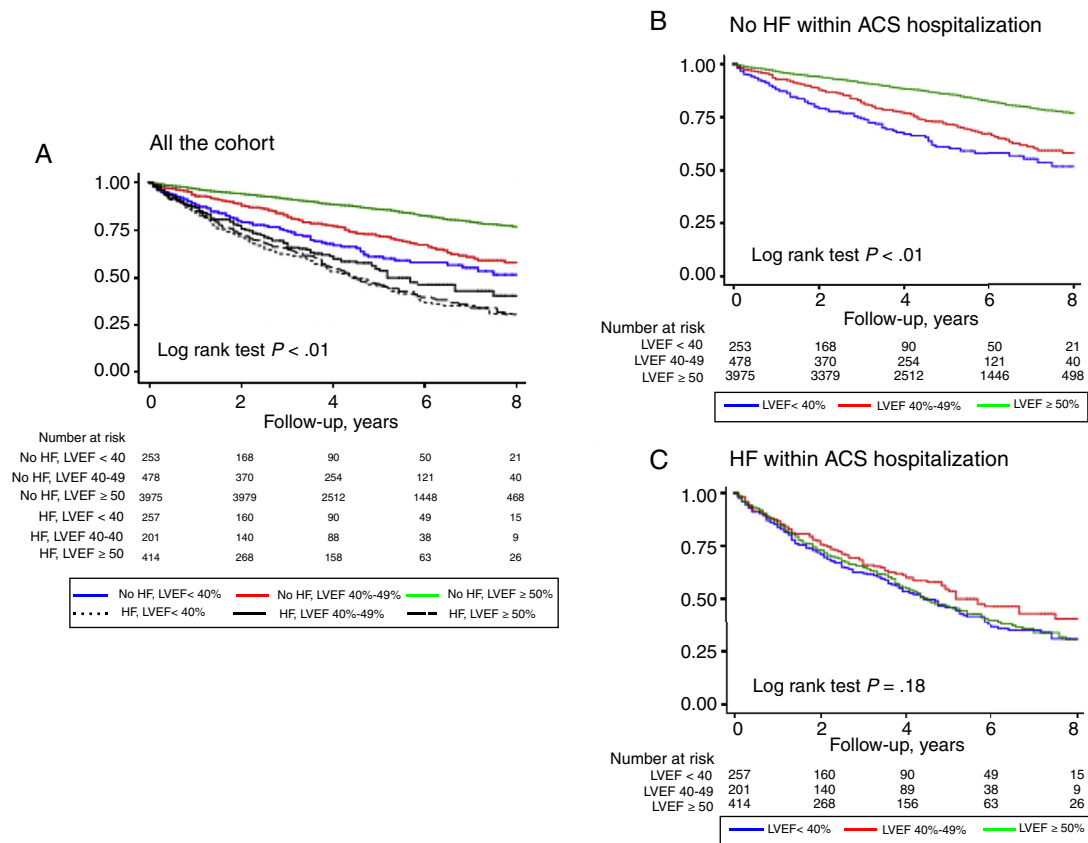 A
All the cohort
1.00
0.75
0.50
0.25
0.00
Log rank test P < .01
0 2 4 6 8
Follow-up, years
Number at risk
No HF, LVEF < 40 253 168 90 50 21
No HF, LVEF 40-49 478 370 254 121 40
No HF, LVEF ≥ 50 3975 3979 2512 1448 468
HF, LVEF < 40 257 160 90 49 15
HF, LVEF 40-40 201 140 88 38 9
HF, LVEF ≥ 50 414 268 158 63 26
No HF, LVEF< 40% No HF, LVEF 40%-49% No HF, LVEF ≥ 50%
HF, LVEF< 40% HF, LVEF 40%-49% HF, LVEF ≥ 50%
B
No HF within ACS hospitalization
1.00
0.75
0.50
0.25
0.00
Log rank test P < .01
0 2 4 6 8
Follow-up, years
Number at risk
LVEF < 40 253 168 90 50 21
LVEF 40-49 478 370 254 121 40
LVEF ≥ 50 3975 3379 2512 1446 498
LVEF< 40% LVEF 40%-49% LVEF ≥ 50%
C
HF within ACS hospitalization
1.00
0.75
0.50
0.25
0.00
Log rank test P = .18
0 2 4 6 8
Follow-up, years
Number at risk
LVEF < 40 257 160 90 49 15
LVEF 40-49 201 140 89 38 9
LVEF ≥ 50 414 268 156 63 26
LVEF< 40% LVEF 40%-49% LVEF ≥ 50%